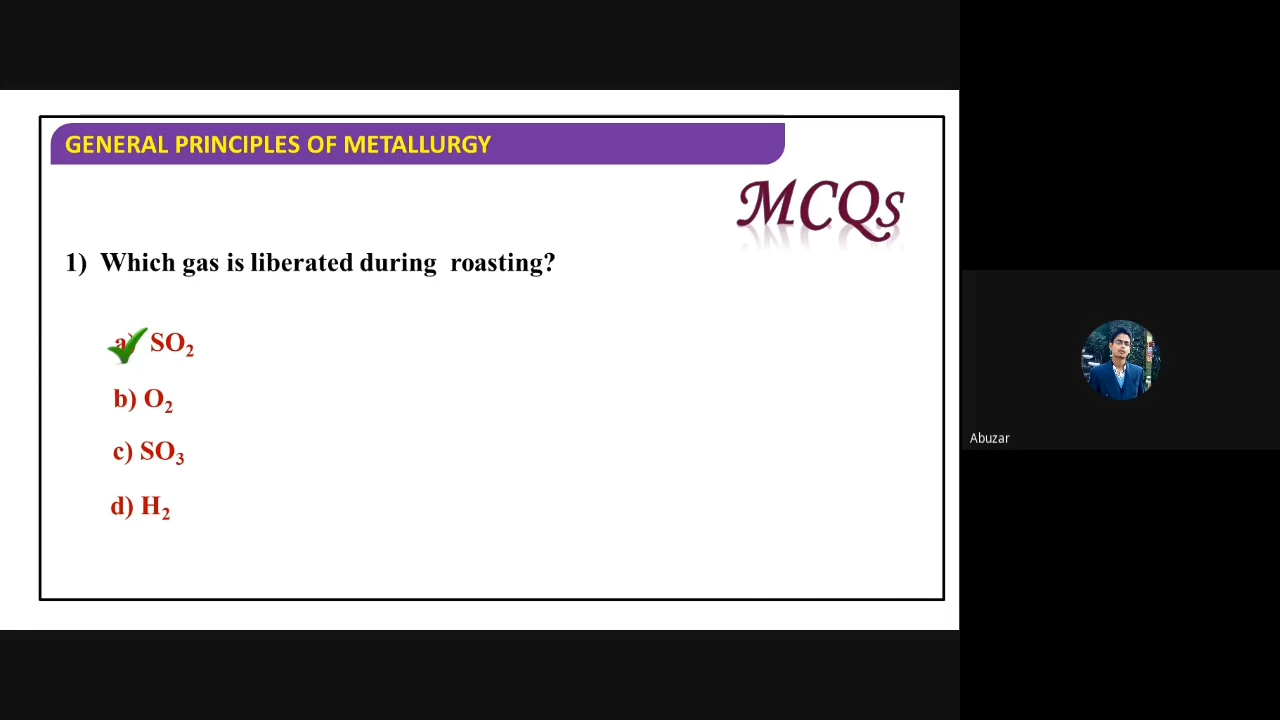 GENERAL PRINCIPLES OF METALLURGY
MCQs
1) Which gas is liberated during roasting?
a) SO₂
b) O₂
c) SO₃
d) H₂
Abuzar